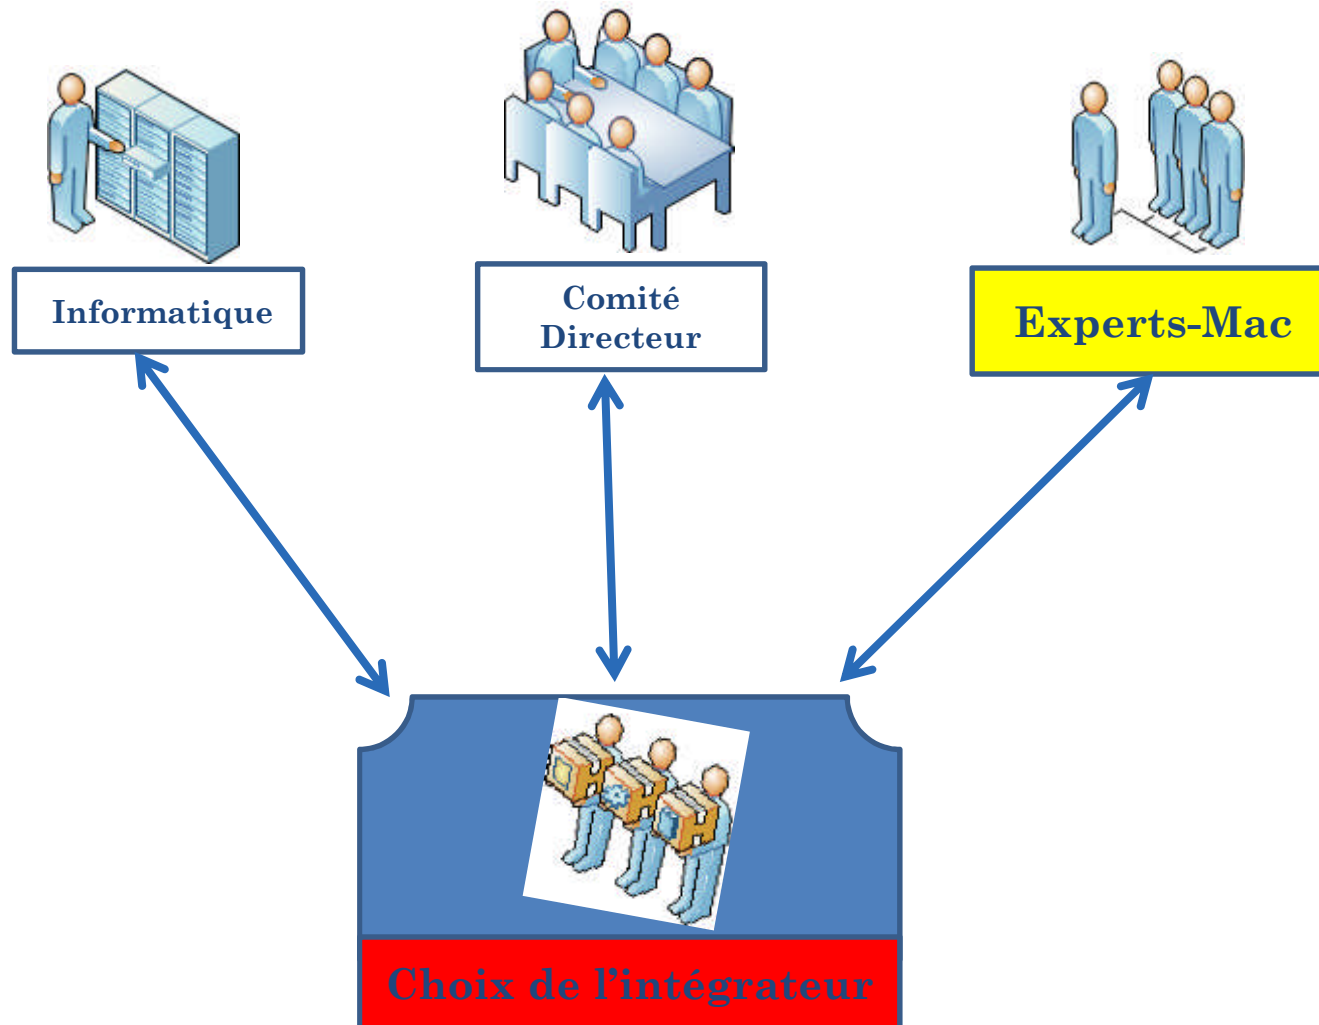 Informatique
Comité
Directeur
Experts-Mac
Choix de l'intégrateur